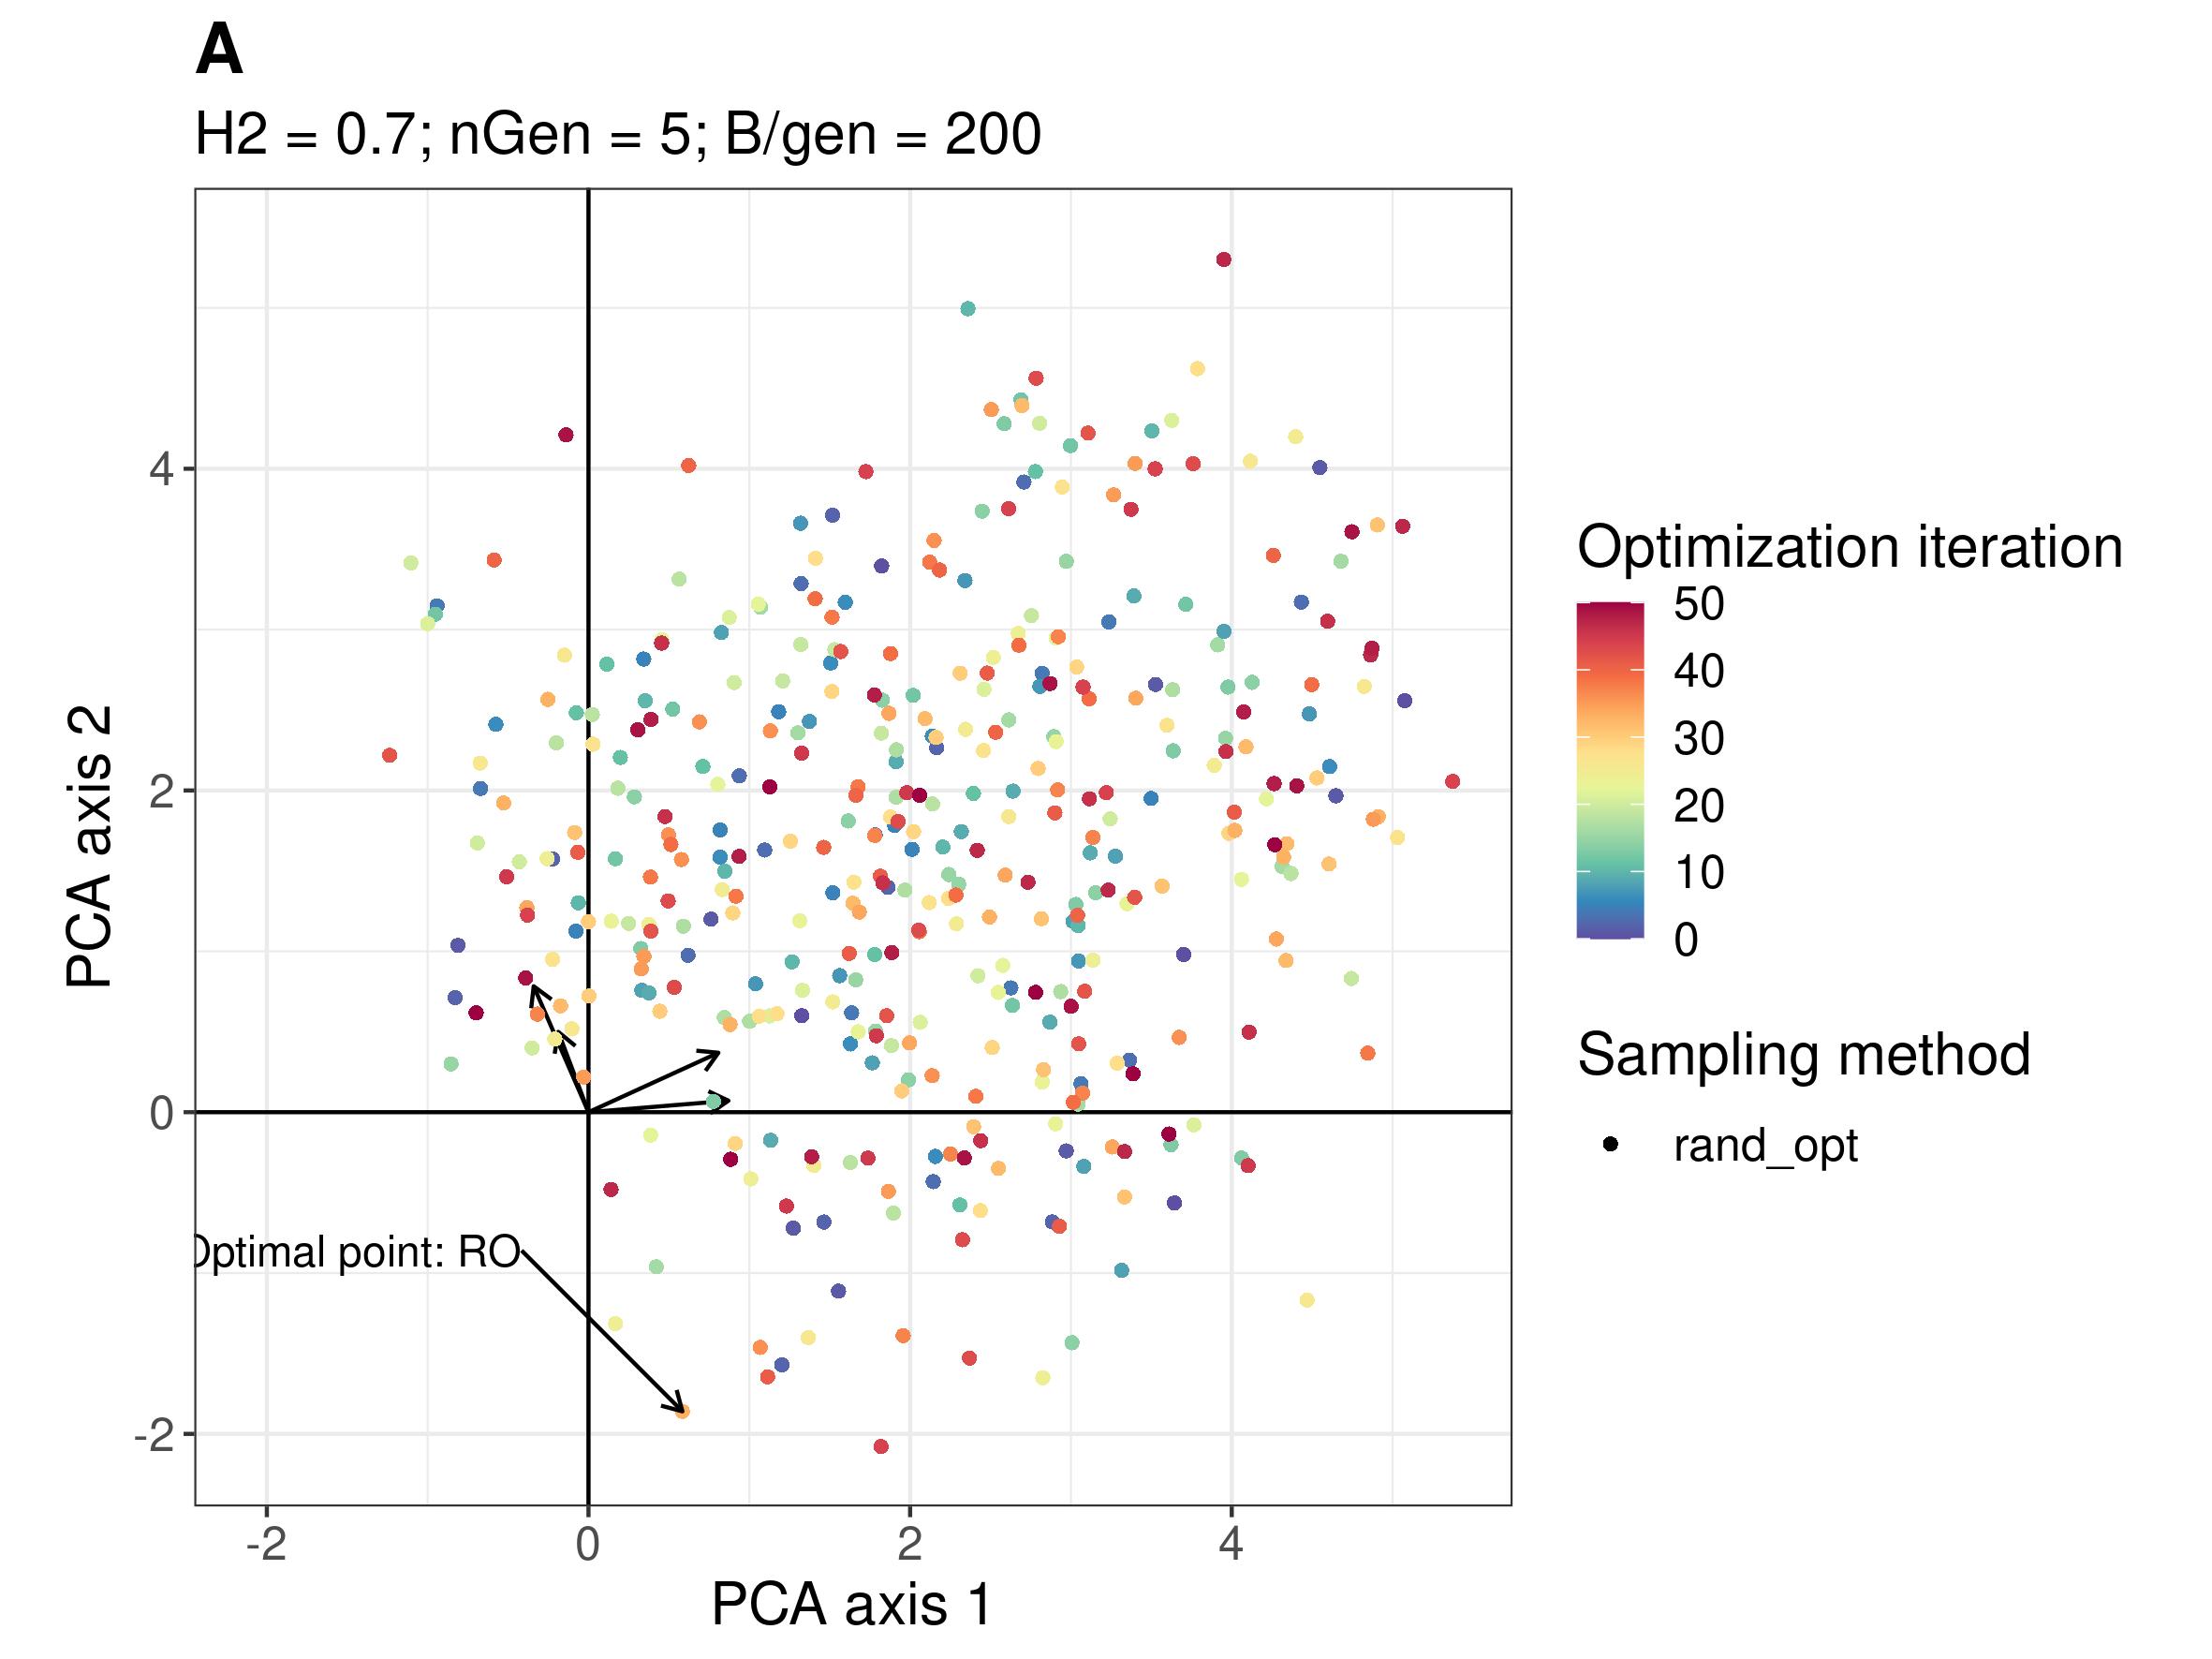 A
H2 = 0.7; nGen = 5; B/gen = 200
PCA axis 2
4
2
0
-2
Optimal point: RO
-2
0
2
4
PCA axis 1
Optimization iteration
50
40
30
20
10
0
Sampling method
rand_opt